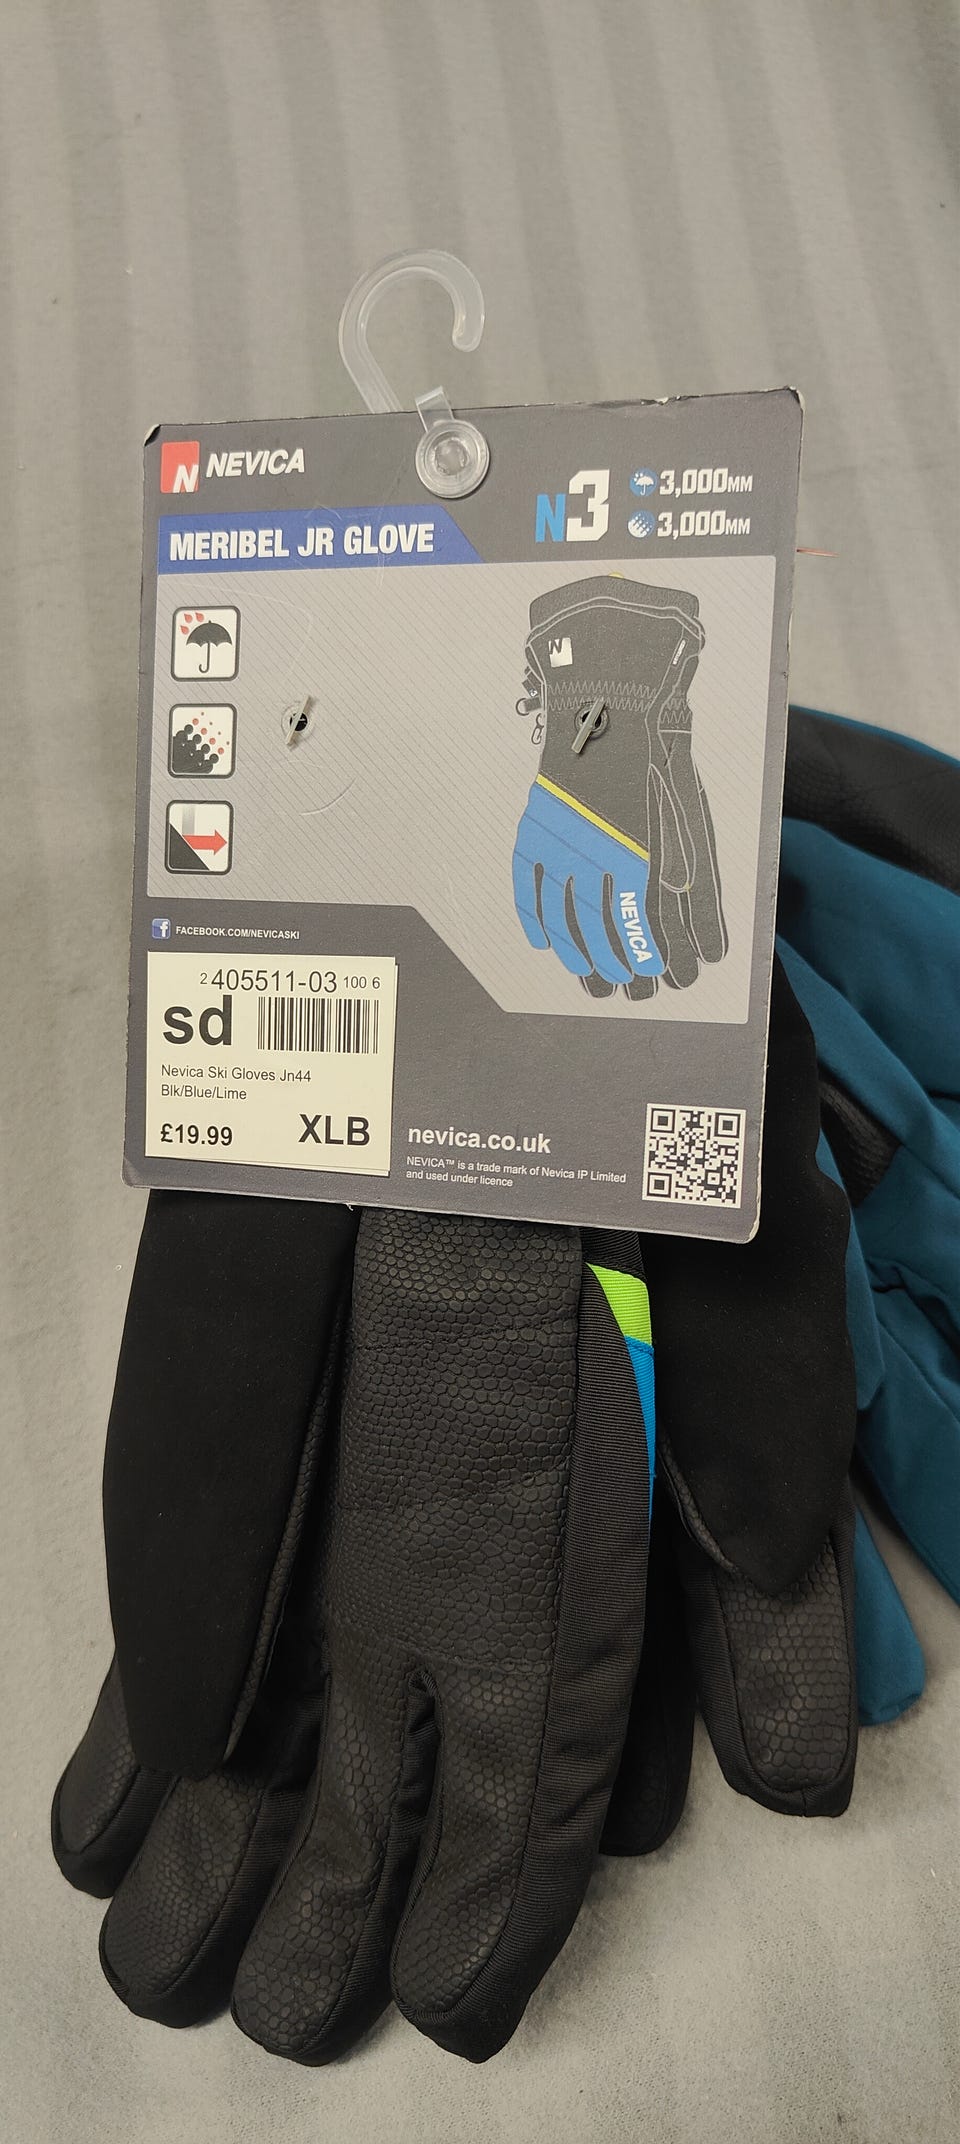 N NEVICA
N3
3,000MM
3,000MM
MERIBEL JR GLOVE
N
NEVICA
FACEBOOK.COM/NEVICASKI
2 405511-03 100 6
sd
Nevica Ski Gloves Jn44
Blk/Blue/Lime
£19.99 XLB
nevica.co.uk
NEVICA™ is a trade mark of Nevica IP Limited
and used under licence